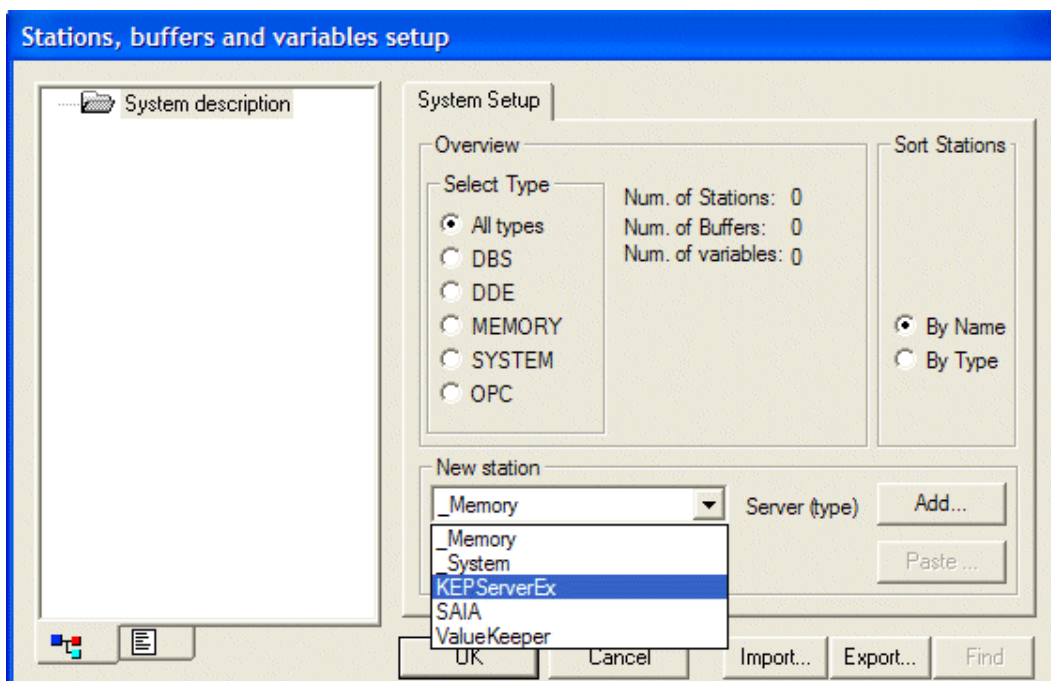 Stations, buffers and variables setup
System description
System Setup
Overview
Sort Stations
Select Type
All types
DBS
DDE
MEMORY
SYSTEM
OPC
Num. of Stations: 0
Num. of Buffers: 0
Num. of variables: 0
By Name
By Type
New station
_Memory
Server (type)
Add...
_Memory
_System
KEPServerEx
SAIA
ValueKeeper
Paste ...
OK
Cancel
Import...
Export...
Find